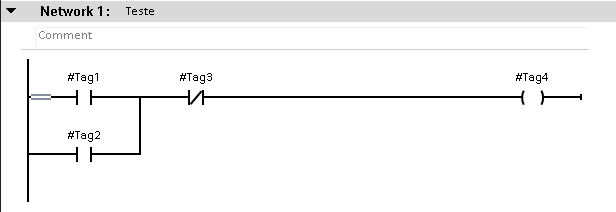 Network 1: Teste
Comment
#Tag1 #Tag3 #Tag4
#Tag2